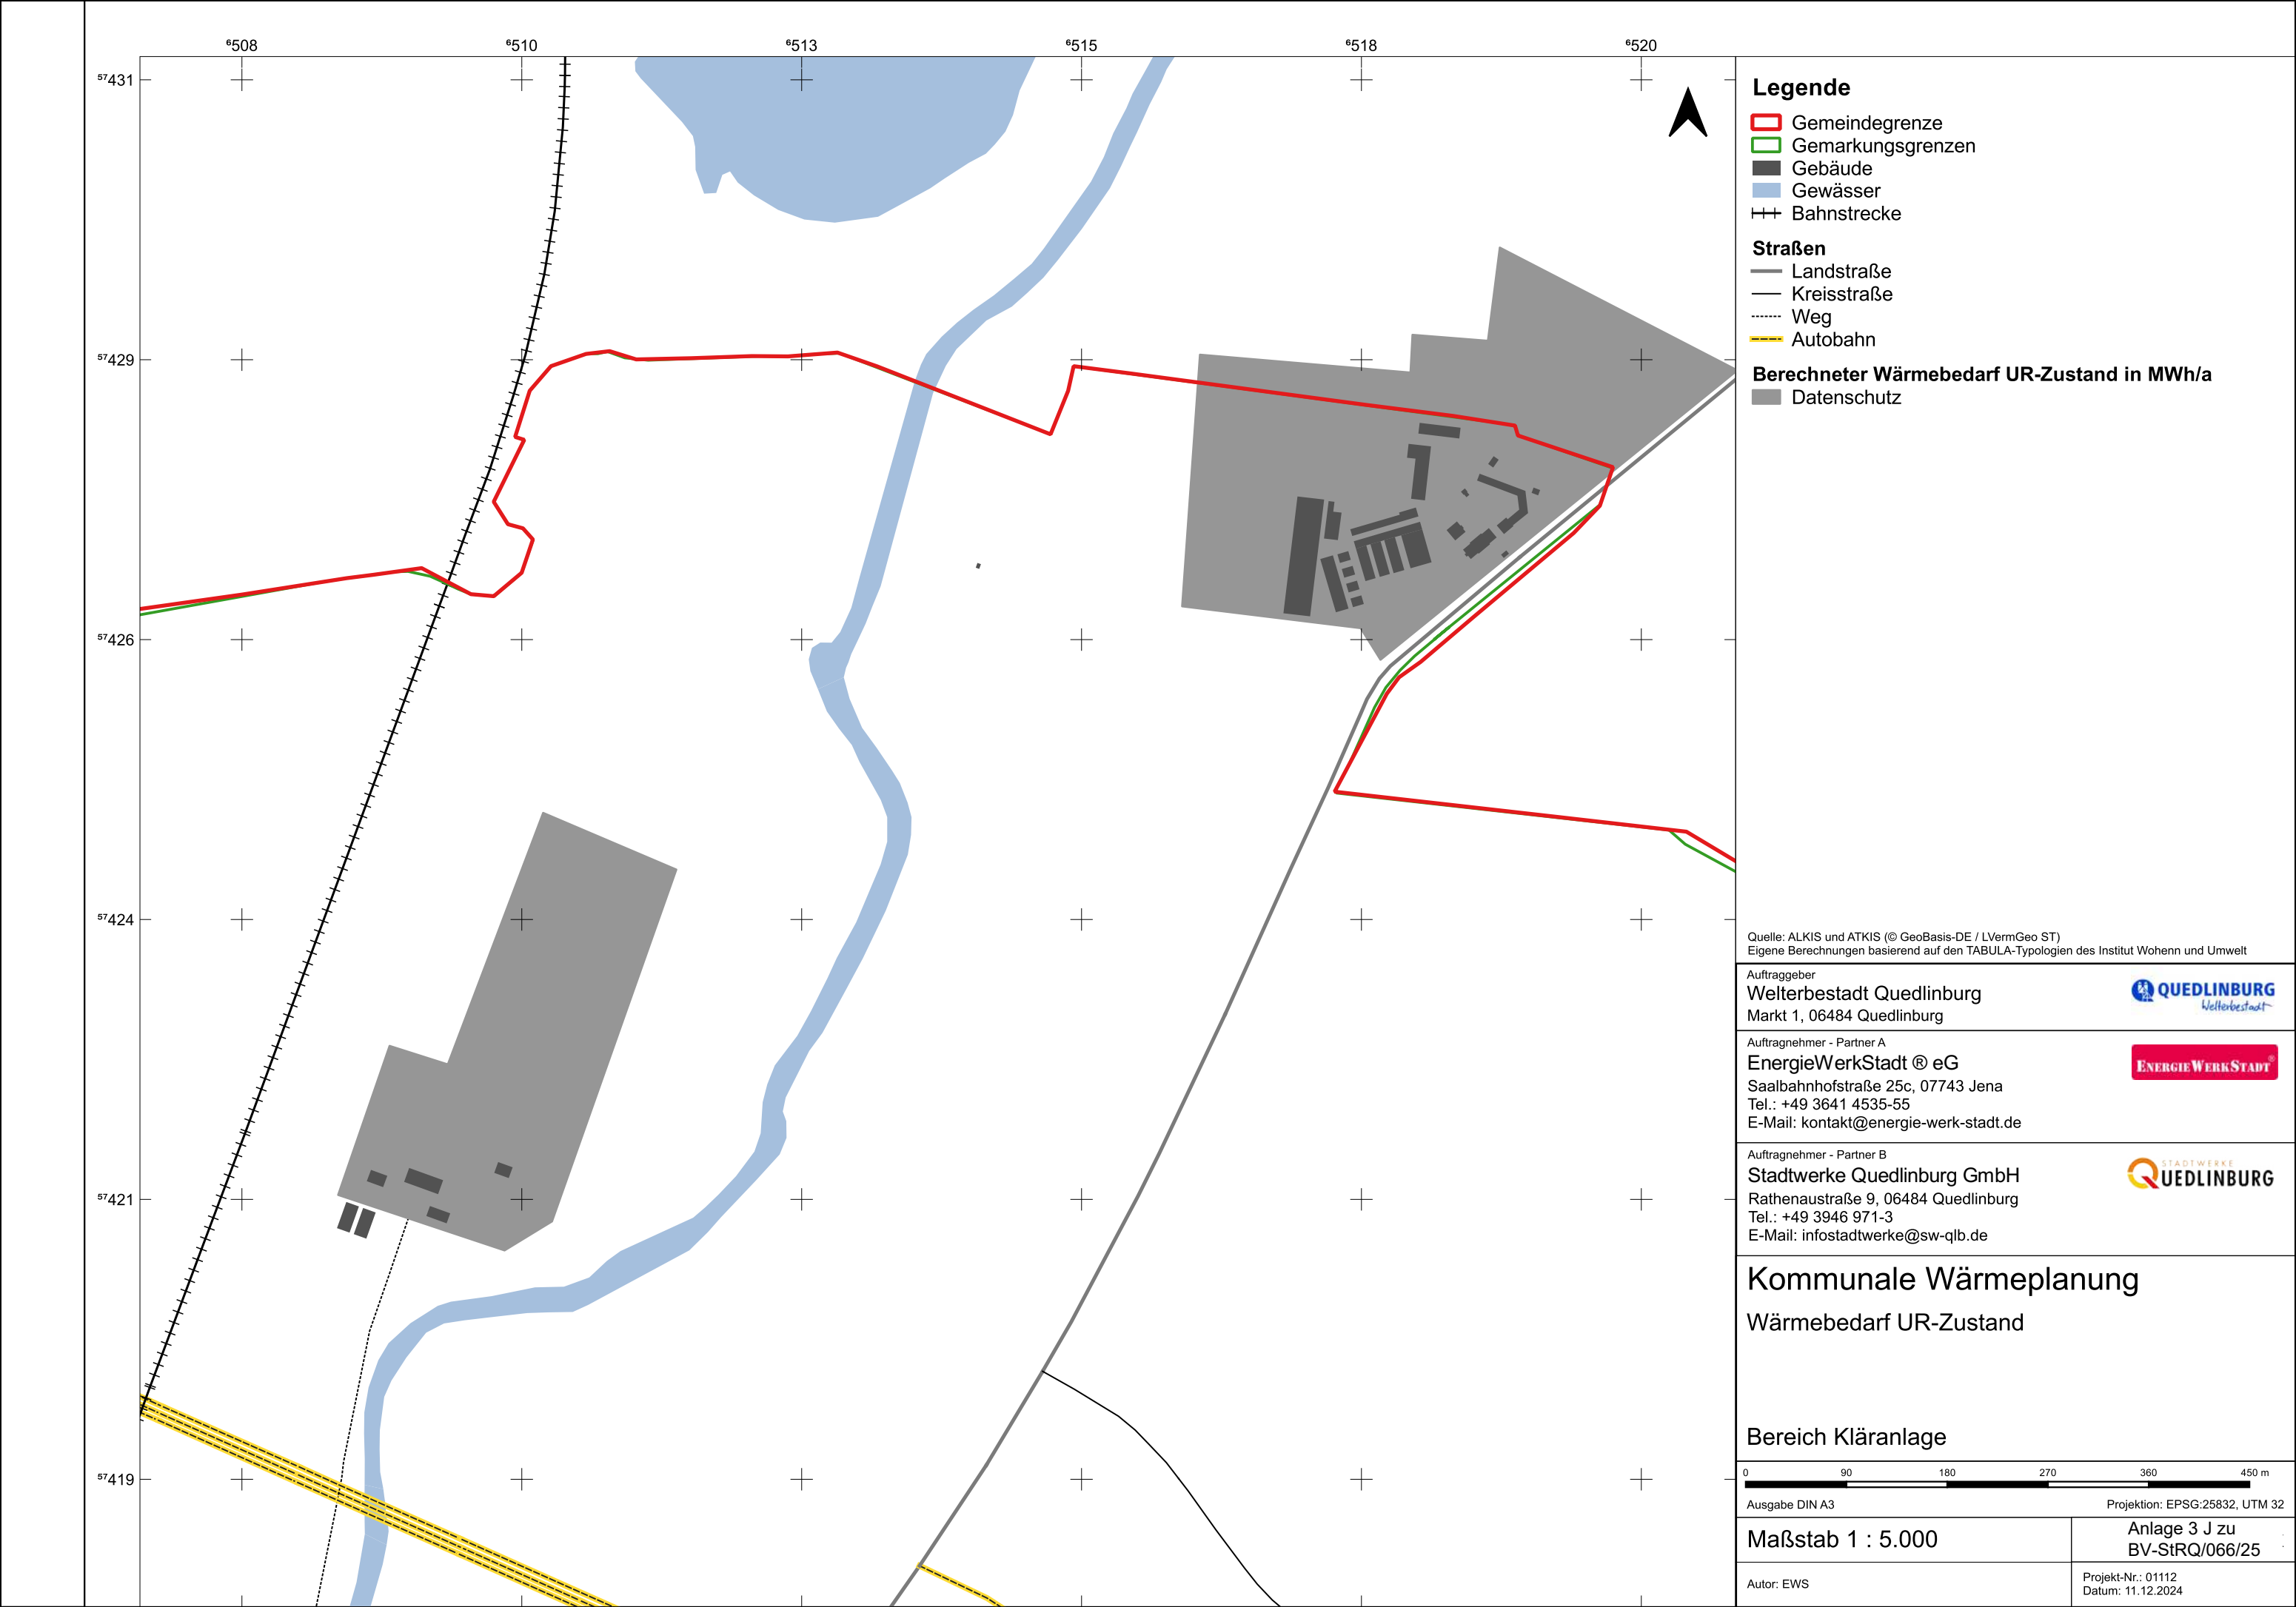 ⁶508 ⁶510 ⁶513 ⁶515 ⁶518 ⁶520
⁵⁷431
⁵⁷429
⁵⁷426
⁵⁷424
⁵⁷421
⁵⁷419
Legende
Gemeindegrenze
Gemarkungsgrenzen
Gebäude
Gewässer
Bahnstrecke
Straßen
Landstraße
Kreisstraße
Weg
Autobahn
Berechneter Wärmebedarf UR-Zustand in MWh/a
Datenschutz
Quelle: ALKIS und ATKIS (© GeoBasis-DE / LVermGeo ST)
Eigene Berechnungen basierend auf den TABULA-Typologien des Institut Wohenn und Umwelt
Auftraggeber
Welterbestadt Quedlinburg
Markt 1, 06484 Quedlinburg
QUEDLINBURG
Welterbestadt
Auftragnehmer - Partner A
EnergieWerkStadt ® eG
Saalbahnhofstraße 25c, 07743 Jena
Tel.: +49 3641 4535-55
E-Mail: kontakt@energie-werk-stadt.de
ENERGIEWERKSTADT®
Auftragnehmer - Partner B
Stadtwerke Quedlinburg GmbH
Rathenaustraße 9, 06484 Quedlinburg
Tel.: +49 3946 971-3
E-Mail: infostadtwerke@sw-qlb.de
STADTWERKE
QUEDLINBURG
Kommunale Wärmeplanung
Wärmebedarf UR-Zustand
Bereich Kläranlage
0 90 180 270 360 450 m
Ausgabe DIN A3 Projektion: EPSG:25832, UTM 32
Maßstab 1 : 5.000
Anlage 3 J zu
BV-StRQ/066/25
Autor: EWS
Projekt-Nr.: 01112
Datum: 11.12.2024